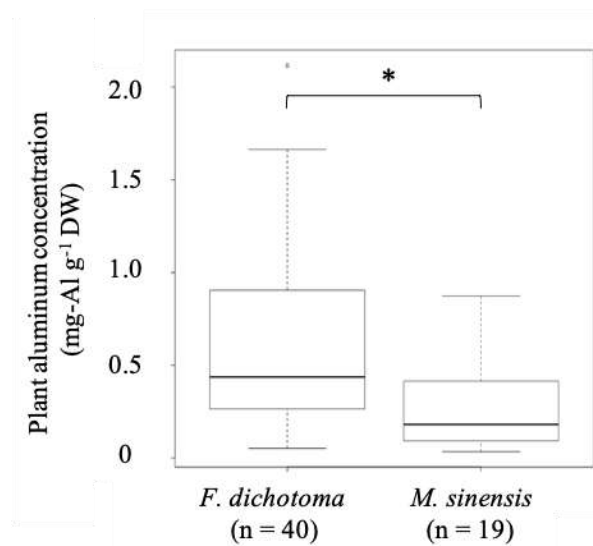 Plant aluminum concentration
(mg-Al g⁻¹ DW)
2.0
1.5
1.0
0.5
0
*
F. dichotoma
(n = 40)
M. sinensis
(n = 19)